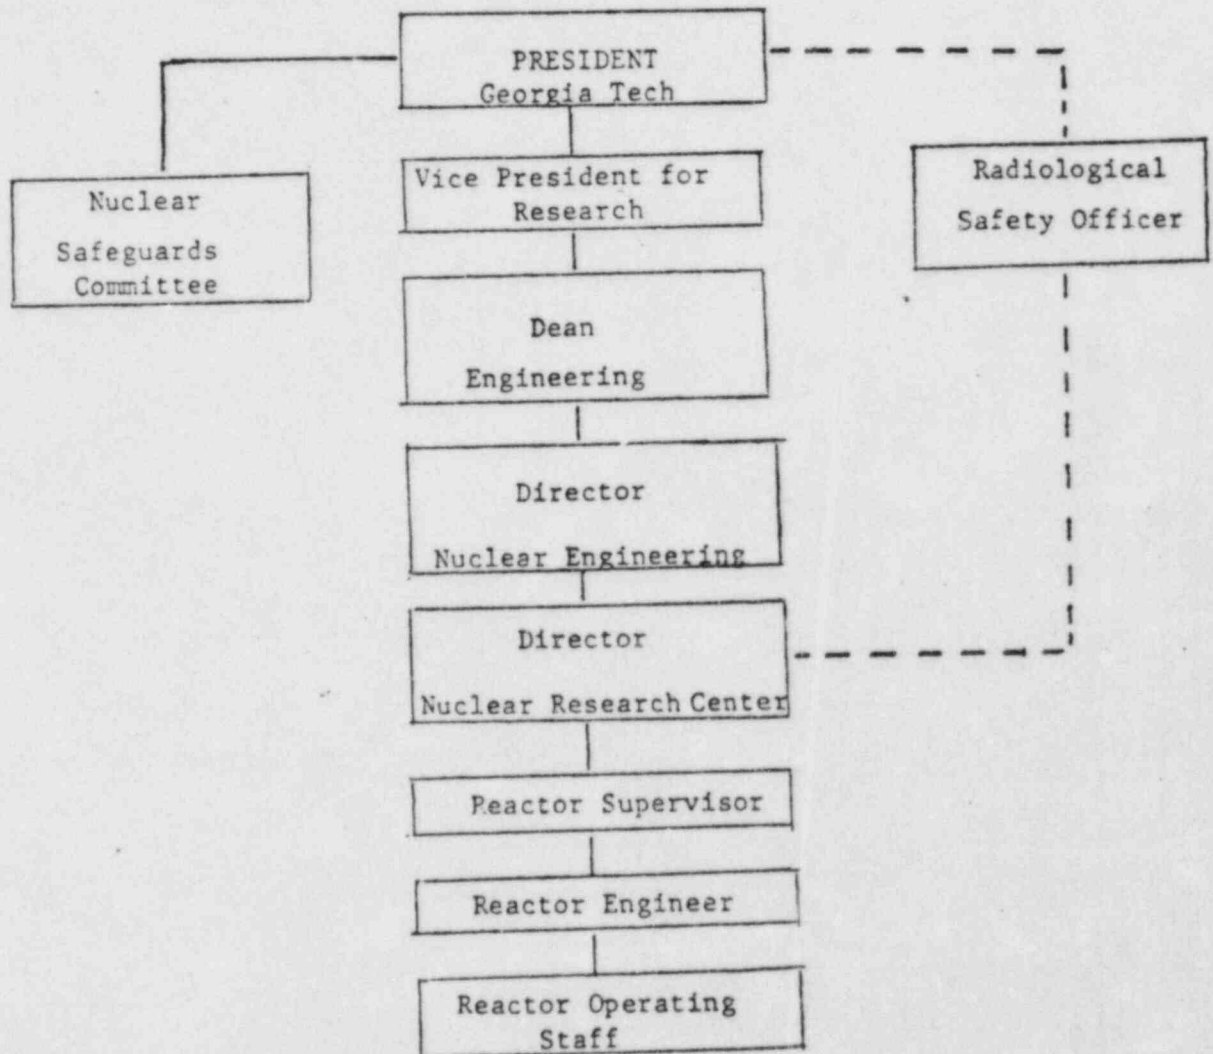 PRESIDENT
Georgia Tech
Nuclear
Safeguards
Committee
Vice President for
Research
Radiological
Safety Officer
Dean
Engineering
Director
Nuclear Engineering
Director
Nuclear Research Center
Reactor Supervisor
Reactor Engineer
Reactor Operating
Staff